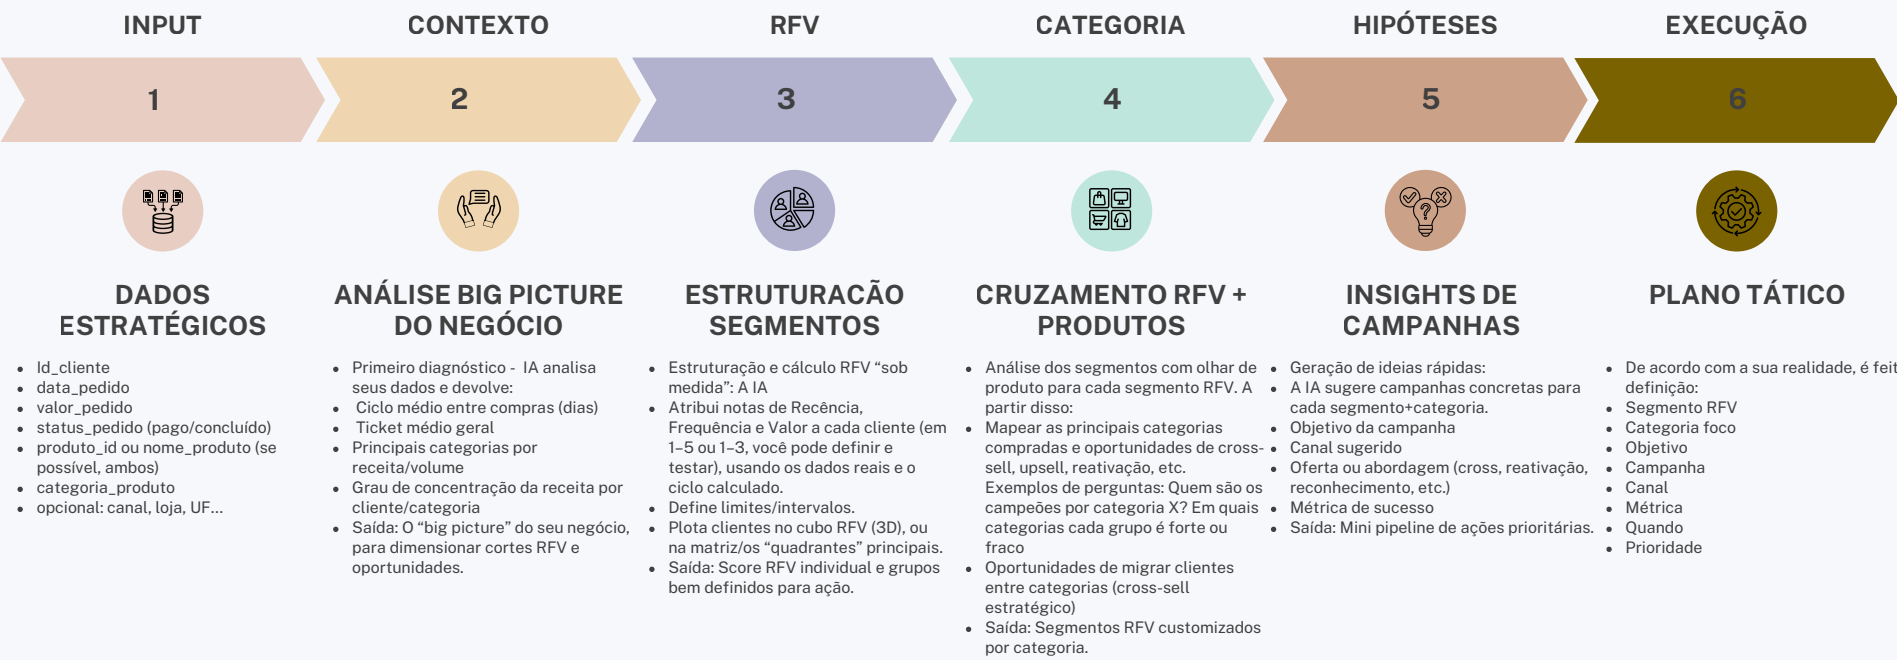 INPUT
CONTEXTO
RFV
CATEGORIA
HIPÓTESES
EXECUÇÃO
1
2
3
4
5
6
DADOS
ESTRATÉGICOS
• Id_cliente
• data_pedido
• valor_pedido
• status_pedido (pago/concluído)
• produto_id ou nome_produto (se
possível, ambos)
• categoria_produto
• opcional: canal, loja, UF...
ANÁLISE BIG PICTURE
DO NEGÓCIO
• Primeiro diagnóstico - IA analisa
seus dados e devolve:
• Ciclo médio entre compras (dias)
• Ticket médio geral
• Principais categorias por
receita/volume
• Grau de concentração da receita por
cliente/categoria
• Saída: O “big picture” do seu negócio,
para dimensionar cortes RFV e
oportunidades.
ESTRUTURACÃO
SEGMENTOS
• Estruturação e cálculo RFV “sob
medida”: A IA
• Atribui notas de Recência,
Frequência e Valor a cada cliente (em
1–5 ou 1–3, você pode definir e
testar), usando os dados reais e o
ciclo calculado.
• Define limites/intervalos.
• Plota clientes no cubo RFV (3D), ou
na matriz/os “quadrantes” principais.
• Saída: Score RFV individual e grupos
bem definidos para ação.
CRUZAMENTO RFV +
PRODUTOS
• Análise dos segmentos com olhar de
produto para cada segmento RFV. A
partir disso:
• Mapear as principais categorias
compradas e oportunidades de cross-
sell, upsell, reativação, etc.
Exemplos de perguntas: Quem são os
campeões por categoria X? Em quais
categorias cada grupo é forte ou
fraco
• Oportunidades de migrar clientes
entre categorias (cross-sell
estratégico)
• Saída: Segmentos RFV customizados
por categoria.
INSIGHTS DE
CAMPANHAS
• Geração de ideias rápidas:
• A IA sugere campanhas concretas para
cada segmento+categoria.
• Objetivo da campanha
• Canal sugerido
• Oferta ou abordagem (cross, reativação,
reconhecimento, etc.)
• Métrica de sucesso
• Saída: Mini pipeline de ações prioritárias.
PLANO TÁTICO
• De acordo com a sua realidade, é feit
definição:
• Segmento RFV
• Categoria foco
• Objetivo
• Campanha
• Canal
• Métrica
• Quando
• Prioridade